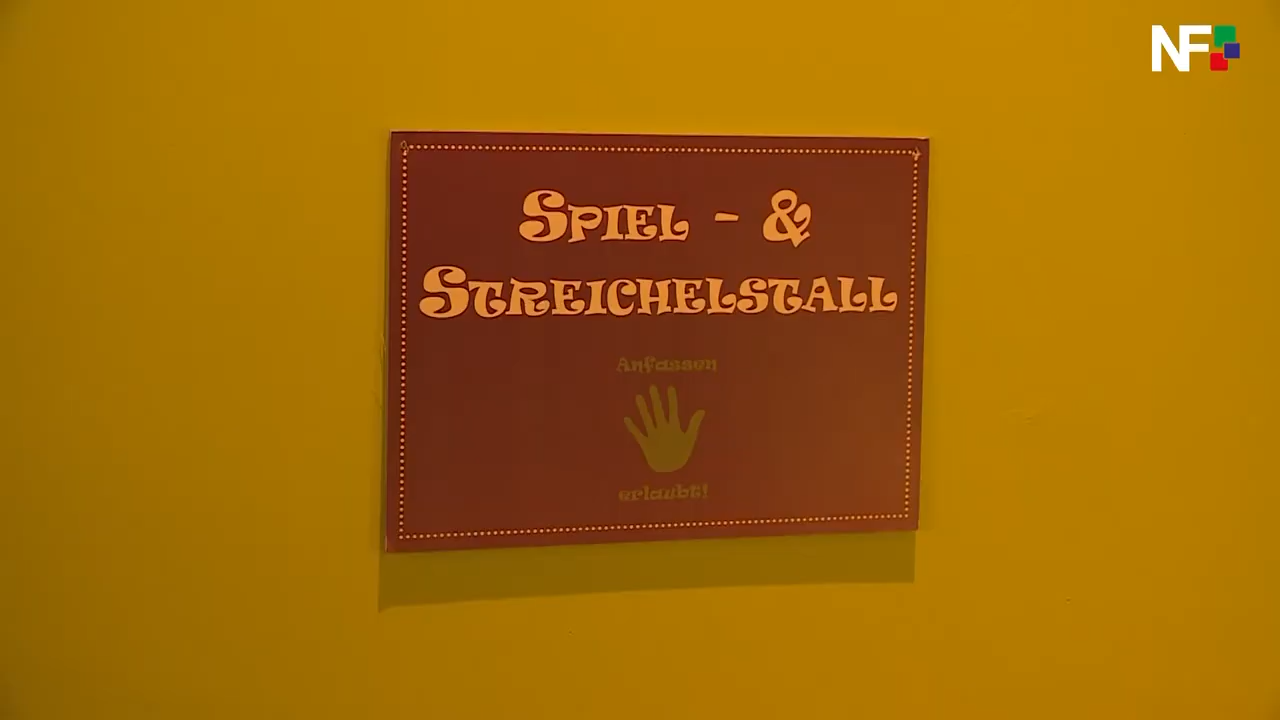 NF
SPIEL - &
STREICHELSTALL
Anfassen
erlaubt!